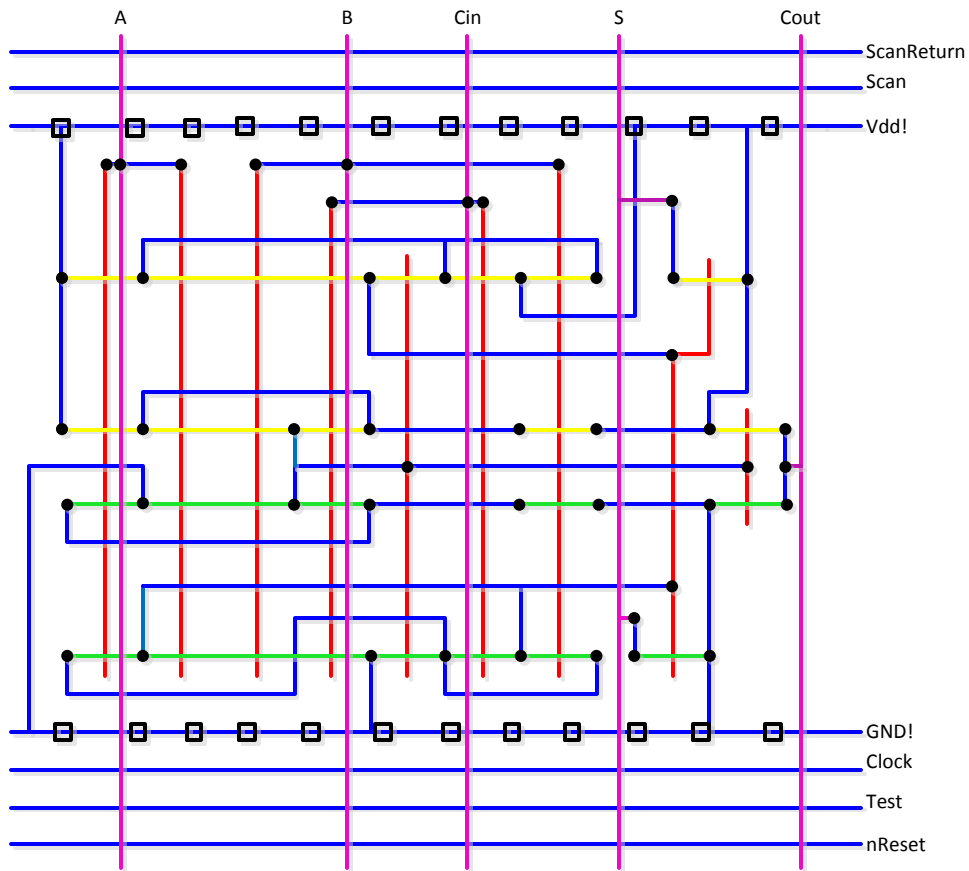 A B Cin S Cout
ScanReturn
Scan
Vdd!
GND!
Clock
Test
nReset